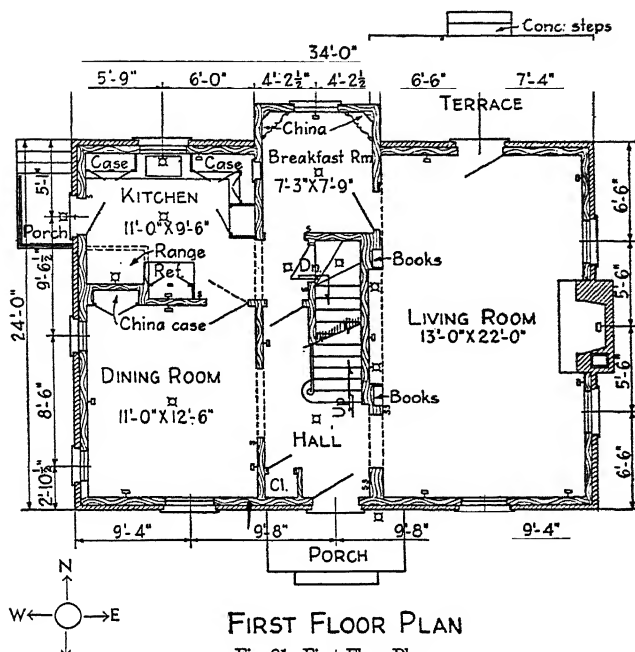 Conc. steps
34'-0"
5'-9" 6'-0" 4'-2½" 4'-2½ 6'-6" 7'-4"
TERRACE
China
Case Case
Breakfast Rm.
7'-3"X7'-9"
KITCHEN
11'-0"X9'-6"
5'-1"
6'-6"
Porch
Range
Ref.
Dn.
Books
9'-6½"
5'-6"
China case
LIVING ROOM
13'-0"X22'-0"
24'-0"
DINING ROOM
11'-0"X12'-6"
8'-6"
5'-6"
Up
Books
HALL
Cl.
2'-10½"
6'-6"
9'-4" 9'-8" 9'-8" 9'-4"
PORCH
N
W E
FIRST FLOOR PLAN